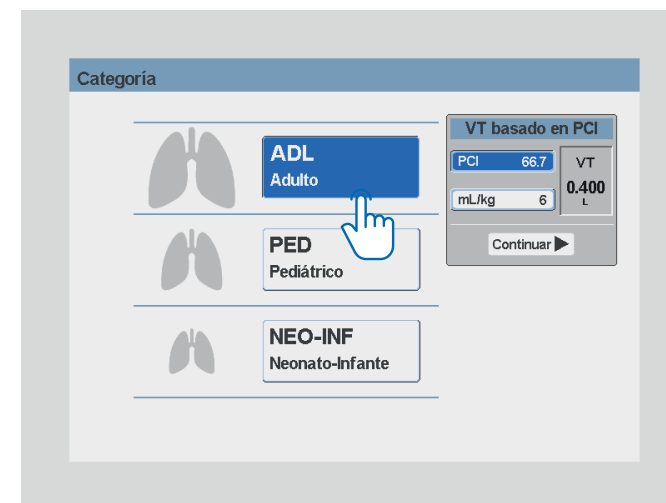 Categoría
ADL
Adulto
PED
Pediátrico
NEO-INF
Neonato-Infante
VT basado en PCI
PCI 66.7
mL/kg 6
VT
0.400
L
Continuar